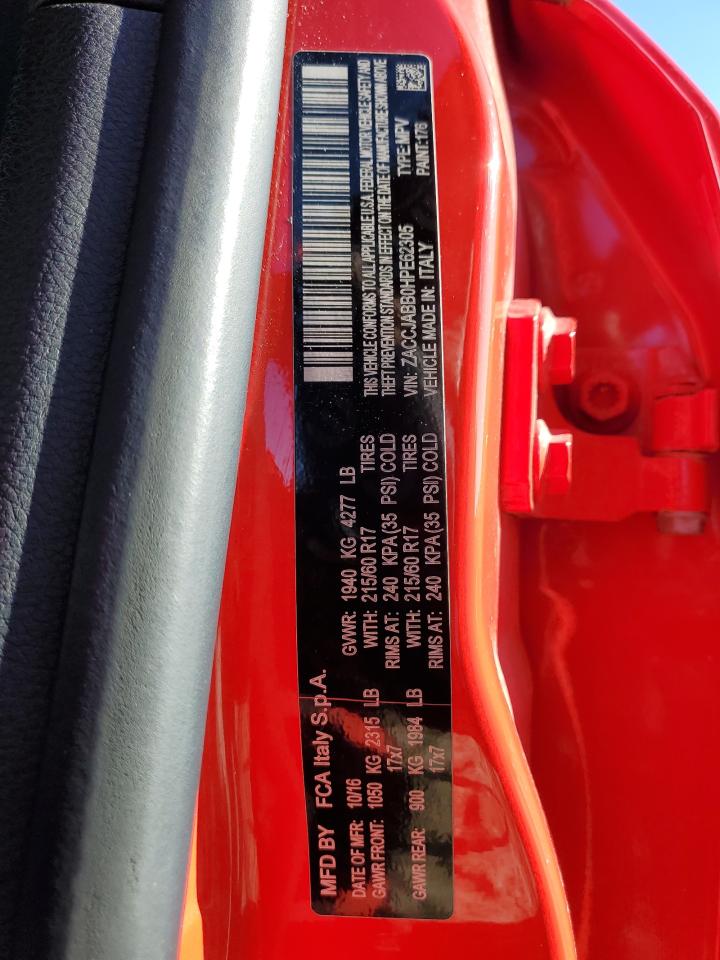 MFD BY FCA Italy S.p.A.
DATE OF MFR: 10/16 GVWR: 1940 KG 4277 LB
GAWR FRONT: 1050 KG 2315 LB WITH: 215/60 R17 TIRES
17x7 RIMS AT: 240 KPA(35 PSI) COLD
GAWR REAR: 900 KG 1984 LB WITH: 215/60 R17 TIRES
17x7 RIMS AT: 240 KPA(35 PSI) COLD
THIS VEHICLE CONFORMS TO ALL APPLICABLE U.S.A. FEDERAL MOTOR VEHICLE SAFETY AND
THEFT PREVENTION STANDARDS IN EFFECT ON THE DATE OF MANUFACTURE SHOWN ABOVE
VIN: ZACCJABB0HPE62305 TYPE: MPV
VEHICLE MADE IN: ITALY PAINT: 176